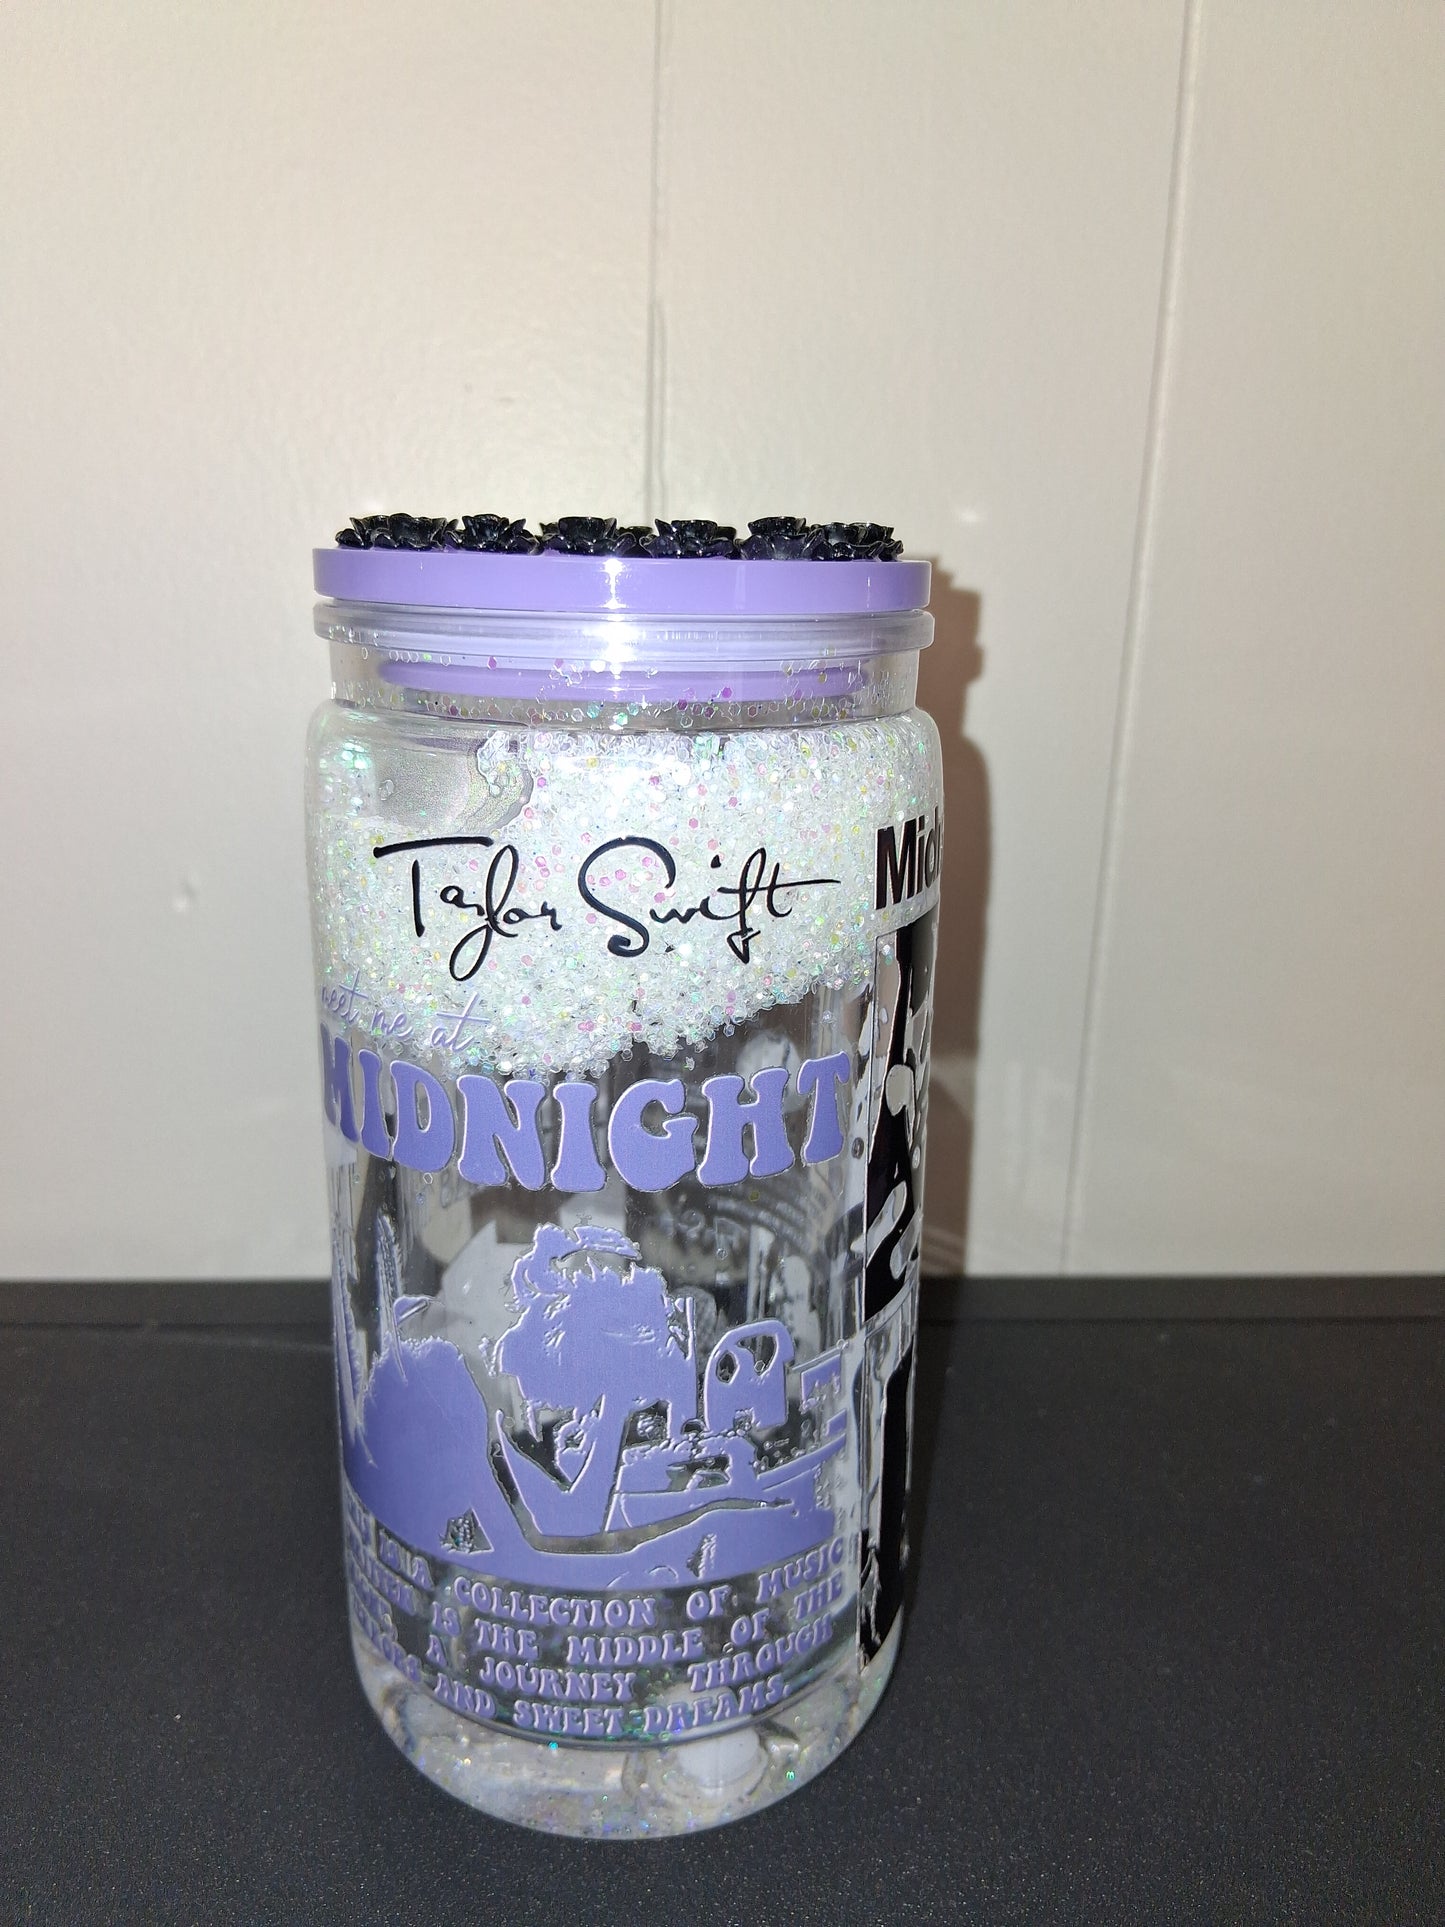 Taylor Swift
meet me at
MIDNIGHT
COLLECTION OF MUSIC
IS THE MIDDLE OF THE
A JOURNEY THROUGH
AND SWEET DREAMS.
Mid